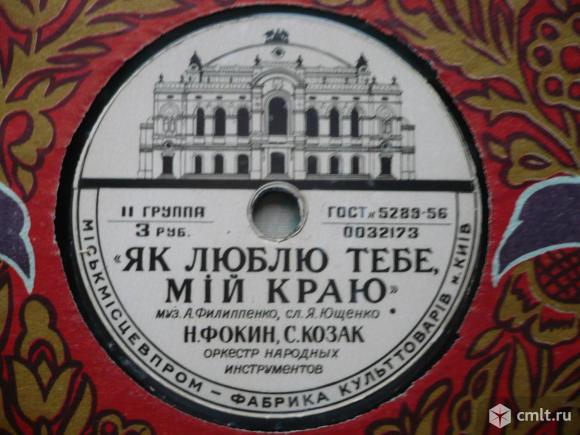 II ГРУППА
3 РУБ.
ГОСТ № 5289-56
0032173
«ЯК ЛЮБЛЮ ТЕБЕ,
МІЙ КРАЮ»
муз. А. Филиппенко, сл. Я. Ющенко
Н. ФОКИН, С. КОЗАК
ОРКЕСТР НАРОДНЫХ
ИНСТРУМЕНТОВ
МІСЬКМІСЦЕВПРОМ – ФАБРИКА КУЛЬТТОВАРІВ м. КИЇВ
cmlt.ru